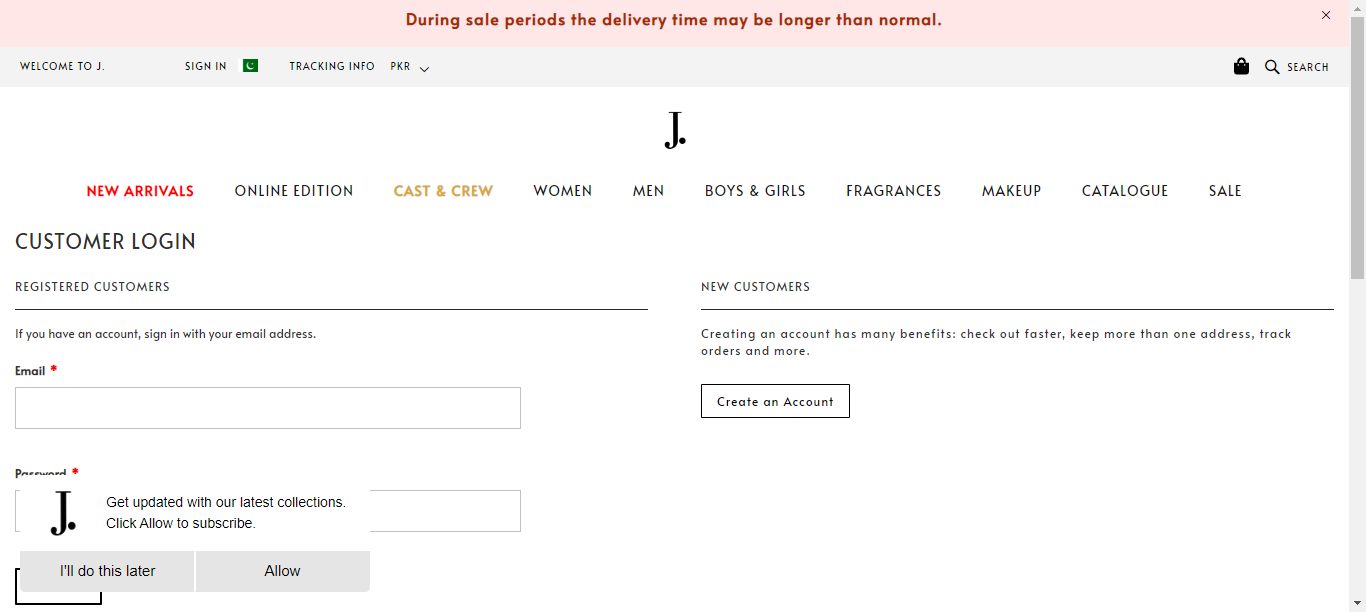 During sale periods the delivery time may be longer than normal.
WELCOME TO J.
SIGN IN
TRACKING INFO
PKR
SEARCH
J.
NEW ARRIVALS
ONLINE EDITION
CAST & CREW
WOMEN
MEN
BOYS & GIRLS
FRAGRANCES
MAKEUP
CATALOGUE
SALE
CUSTOMER LOGIN
REGISTERED CUSTOMERS
If you have an account, sign in with your email address.
Email *
Password *
NEW CUSTOMERS
Creating an account has many benefits: check out faster, keep more than one address, track
orders and more.
Create an Account
J.
Get updated with our latest collections.
Click Allow to subscribe.
I'll do this later
Allow